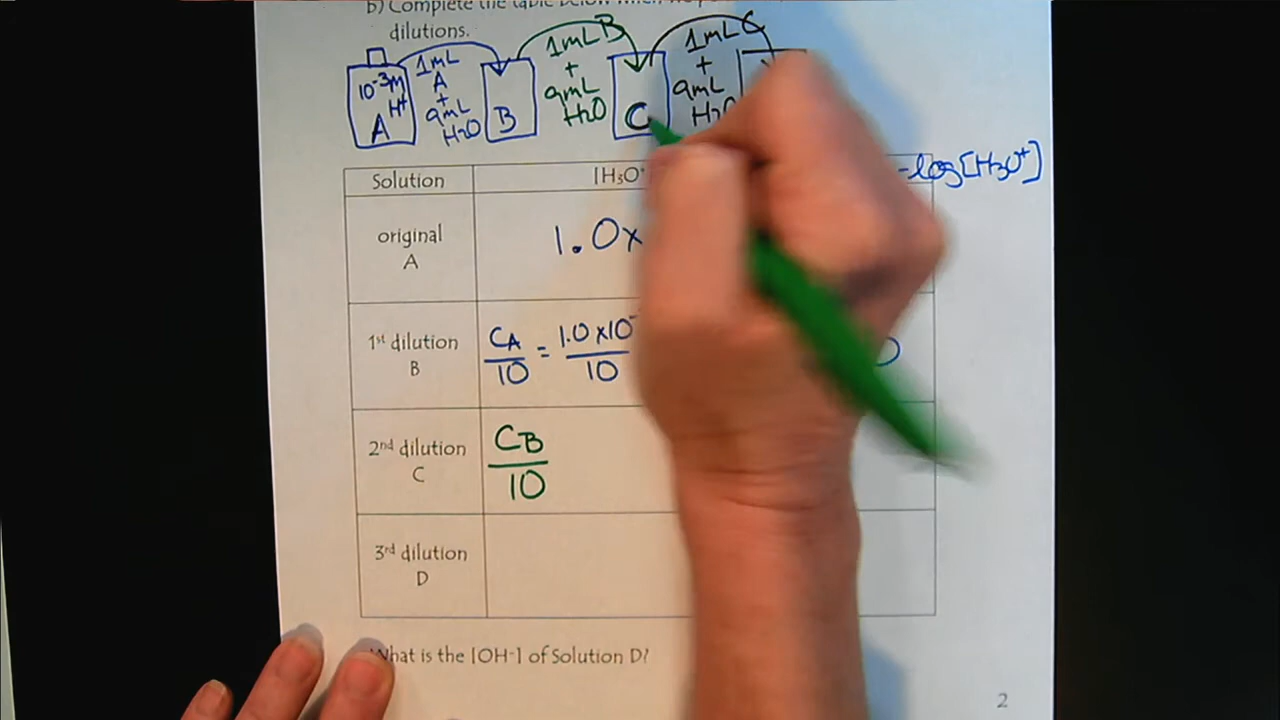 b) Complete the table below when we
dilutions.
10⁻³M H⁺ A
1mL A + 9mL H2O
B
1mL B + 9mL H2O
C
1mL C + 9mL H2O
Solution [H3O⁺ -log[H3O⁺]
original A 1.0x
1st dilution B CA/10 = 1.0x10⁻/10
2nd dilution C CB/10
3rd dilution D
What is the [OH-] of Solution D?
2